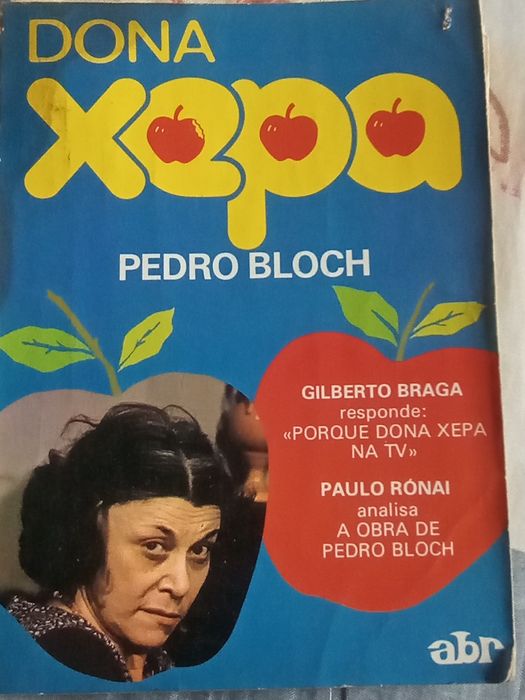 DONA
xepa
PEDRO BLOCH
GILBERTO BRAGA
responde:
«PORQUE DONA XEPA
NA TV»
PAULO RÓNAI
analisa
A OBRA DE
PEDRO BLOCH
abr